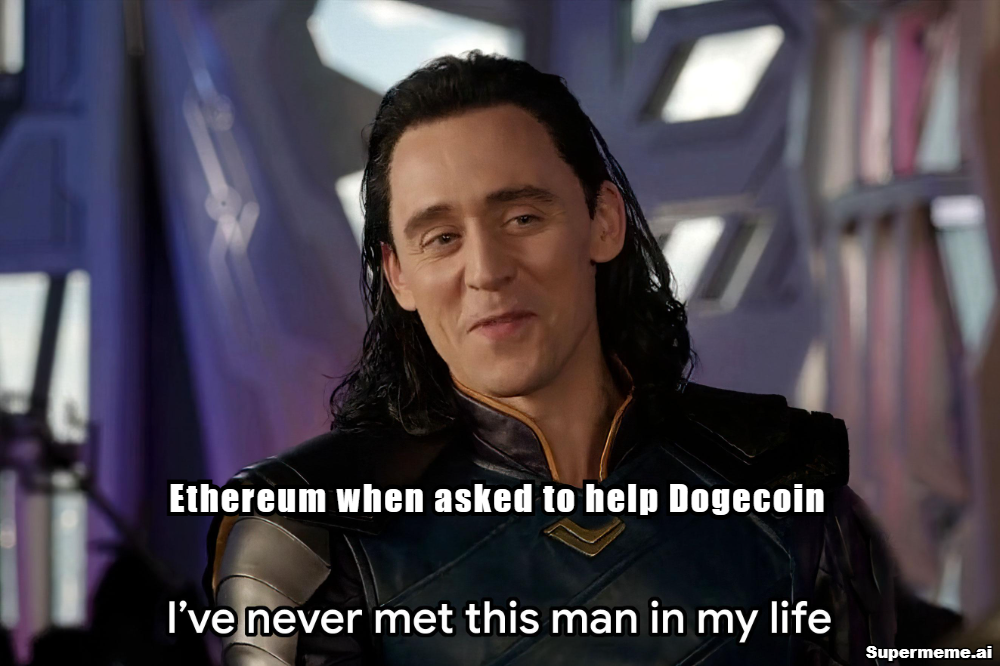 Ethereum when asked to help Dogecoin
I’ve never met this man in my life
Supermeme.ai